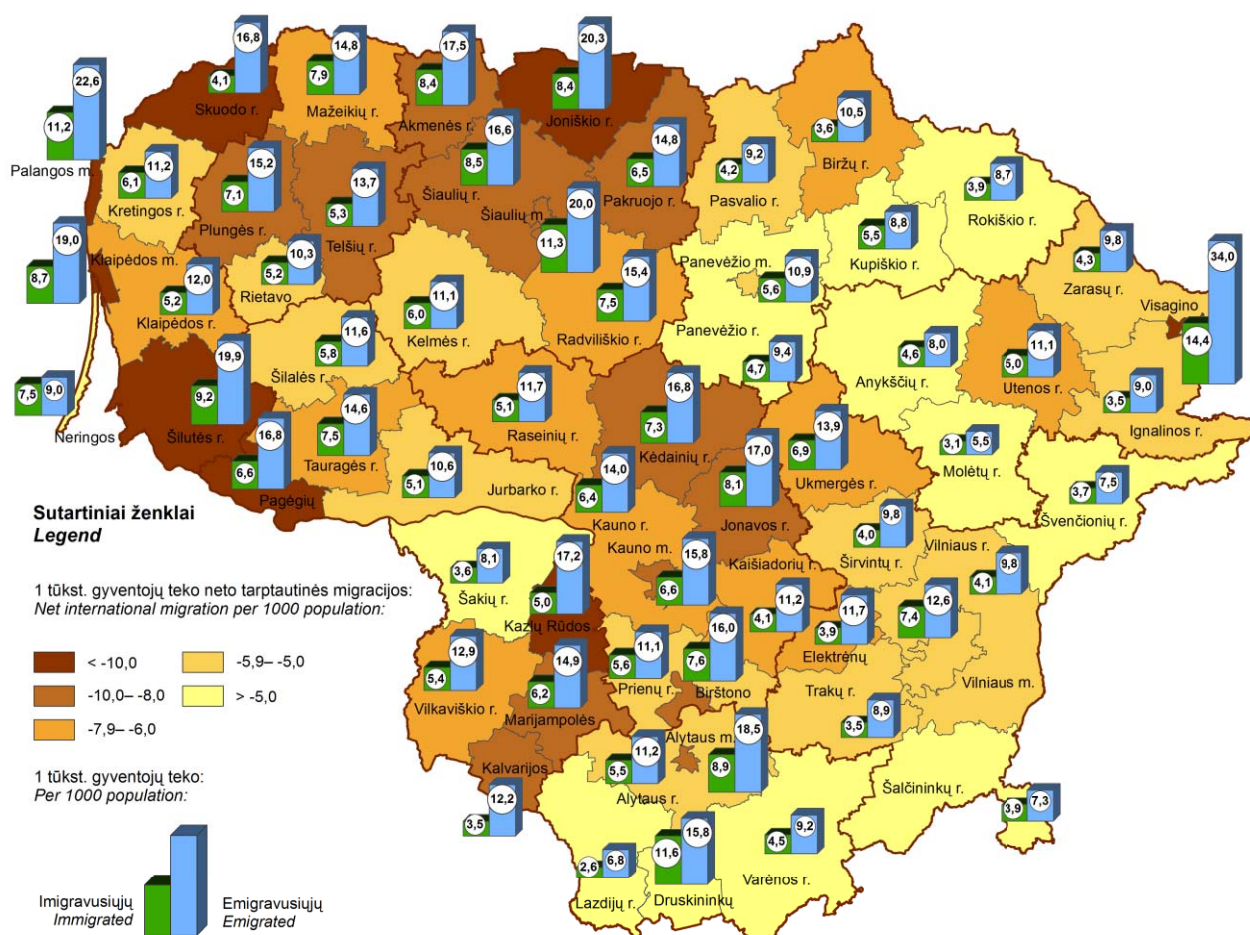 16,8
4,1
Skuodo r.
14,8
7,9
Mažeikių r.
17,5
8,4
Akmenės r.
20,3
8,4
Joniškio r.
22,6
11,2
Palangos m.
11,2
6,1
Kretingos r.
15,2
7,1
Plungės r.
13,7
5,3
Telšių r.
16,6
8,5
Šiaulių r.
Šiaulių m.
20,0
11,3
14,8
6,5
Pakruojo r.
9,2
4,2
Pasvalio r.
10,5
3,6
Biržų r.
8,7
3,9
Rokiškio r.
8,8
5,5
Kupiškio r.
9,8
4,3
Zarasų r.
34,0
14,4
Visagino
19,0
8,7
Klaipėdos m.
12,0
5,2
Klaipėdos r.
10,3
5,2
Rietavo
11,1
6,0
Kelmės r.
15,4
7,5
Radviliškio r.
Panevėžio m.
10,9
5,6
Panevėžio r.
9,4
4,7
8,0
4,6
Anykščių r.
11,1
5,0
Utenos r.
9,0
3,5
Ignalinos r.
9,0
7,5
Neringos
19,9
9,2
Šilutės r.
11,6
5,8
Šilalės r.
14,6
7,5
Tauragės r.
16,8
6,6
Pagėgių
10,6
5,1
Jurbarko r.
11,7
5,1
Raseinių r.
16,8
7,3
Kėdainių r.
13,9
6,9
Ukmergės r.
5,5
3,1
Molėtų r.
7,5
3,7
Švenčionių r.
14,0
6,4
Kauno r.
17,0
8,1
Jonavos r.
9,8
4,0
Širvintų r.
Vilniaus r.
9,8
4,1
Kauno m.
15,8
6,6
Kaišiadorių r.
11,2
4,1
11,7
3,9
Elektrėnų
12,6
7,4
Vilniaus m.
8,1
3,6
Šakių r.
17,2
5,0
Kazlų Rūdos
12,9
5,4
Vilkaviškio r.
14,9
6,2
Marijampolės
11,1
5,6
Prienų r.
16,0
7,6
Birštono
Trakų r.
8,9
3,5
Kalvarijos
12,2
3,5
11,2
5,5
Alytaus r.
Alytaus m.
18,5
8,9
Šalčininkų r.
7,3
3,9
6,8
2,6
Lazdijų r.
15,8
11,6
Druskininkų
9,2
4,5
Varėnos r.
Sutartiniai ženklai
Legend
1 tūkst. gyventojų teko neto tarptautinės migracijos:
Net international migration per 1000 population:
< -10,0
-10,0– -8,0
-7,9– -6,0
-5,9– -5,0
> -5,0
1 tūkst. gyventojų teko:
Per 1000 population:
Imigravusiųjų
Immigrated
Emigravusiųjų
Emigrated